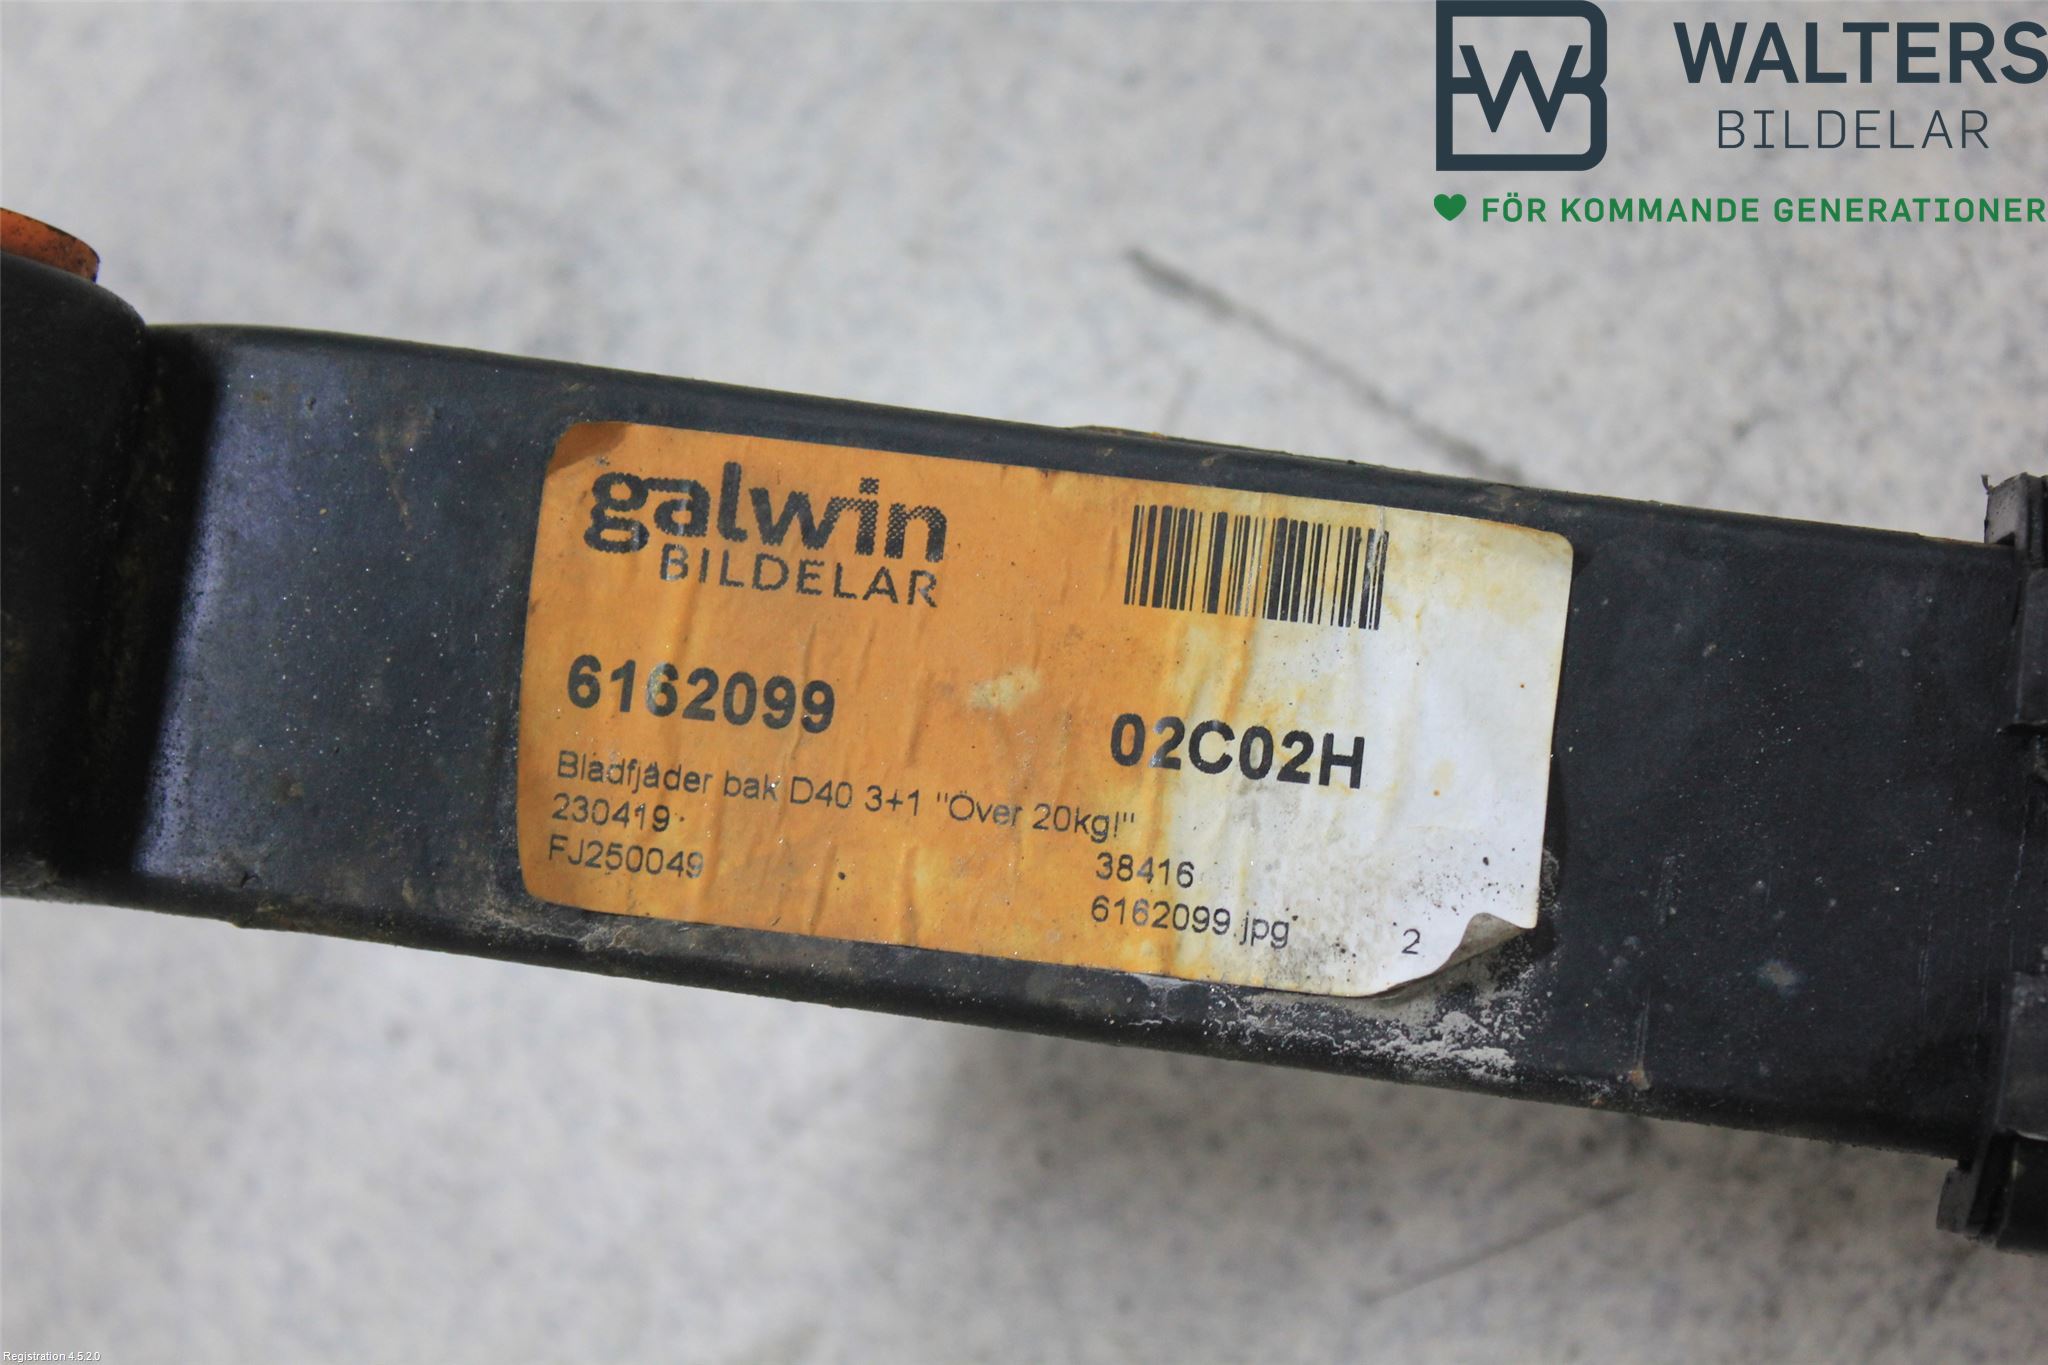 WB WALTERS
BILDELAR
FÖR KOMMANDE GENERATIONER
galwin
BILDELAR
6162099
02C02H
Bladfjäder bak D40 3+1 "Över 20kg!"
230419
FJ250049
38416
6162099.jpg
2
Registration 4.5.2.0